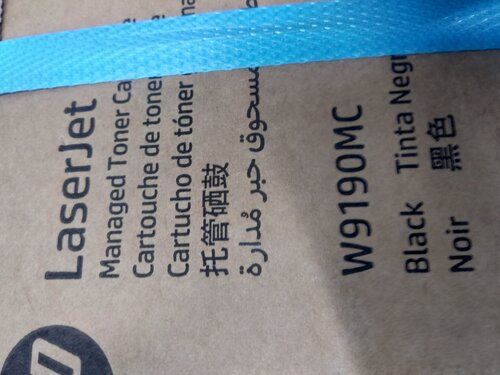 LaserJet
Managed Toner Ca
Cartouche de toner
Cartucho de tóner
托管硒鼓
مسحوق حبر مُدارة
W9190MC
Black Tinta Negr
Noir 黑色